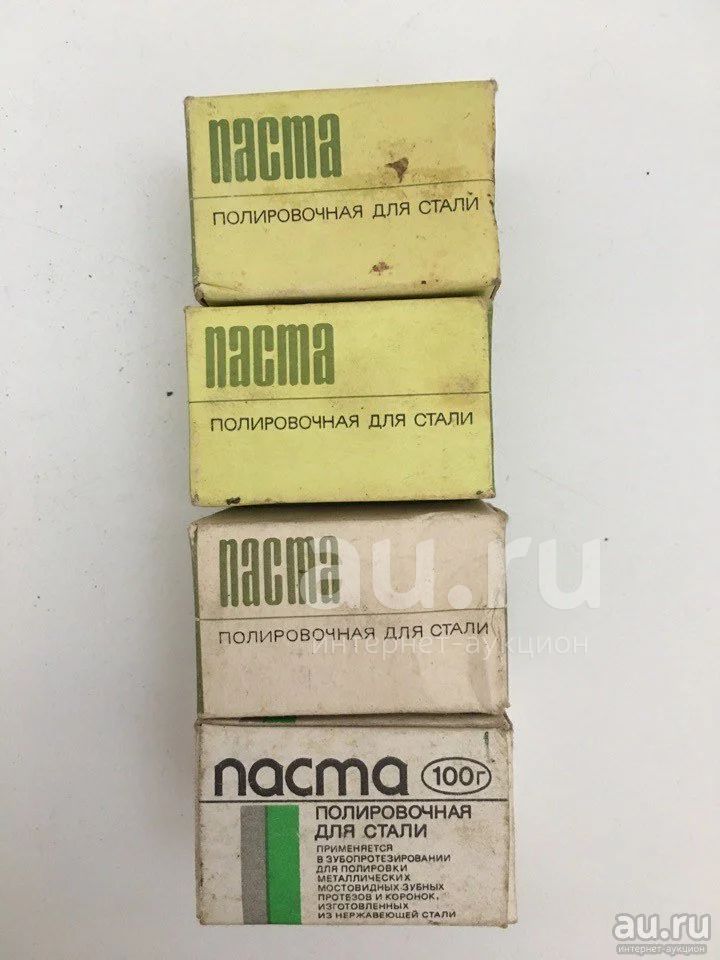 паста
ПОЛИРОВОЧНАЯ ДЛЯ СТАЛИ
паста
ПОЛИРОВОЧНАЯ ДЛЯ СТАЛИ
паста
ПОЛИРОВОЧНАЯ ДЛЯ СТАЛИ
au.ru
интернет-аукцион
паста 100г
ПОЛИРОВОЧНАЯ
ДЛЯ СТАЛИ
ПРИМЕНЯЕТСЯ
В ЗУБОПРОТЕЗИРОВАНИИ
ДЛЯ ПОЛИРОВКИ
МЕТАЛЛИЧЕСКИХ
МОСТОВИДНЫХ ЗУБНЫХ
ПРОТЕЗОВ И КОРОНОК,
ИЗГОТОВЛЕННЫХ
ИЗ НЕРЖАВЕЮЩЕЙ СТАЛИ
au.ru
интернет-аукцион